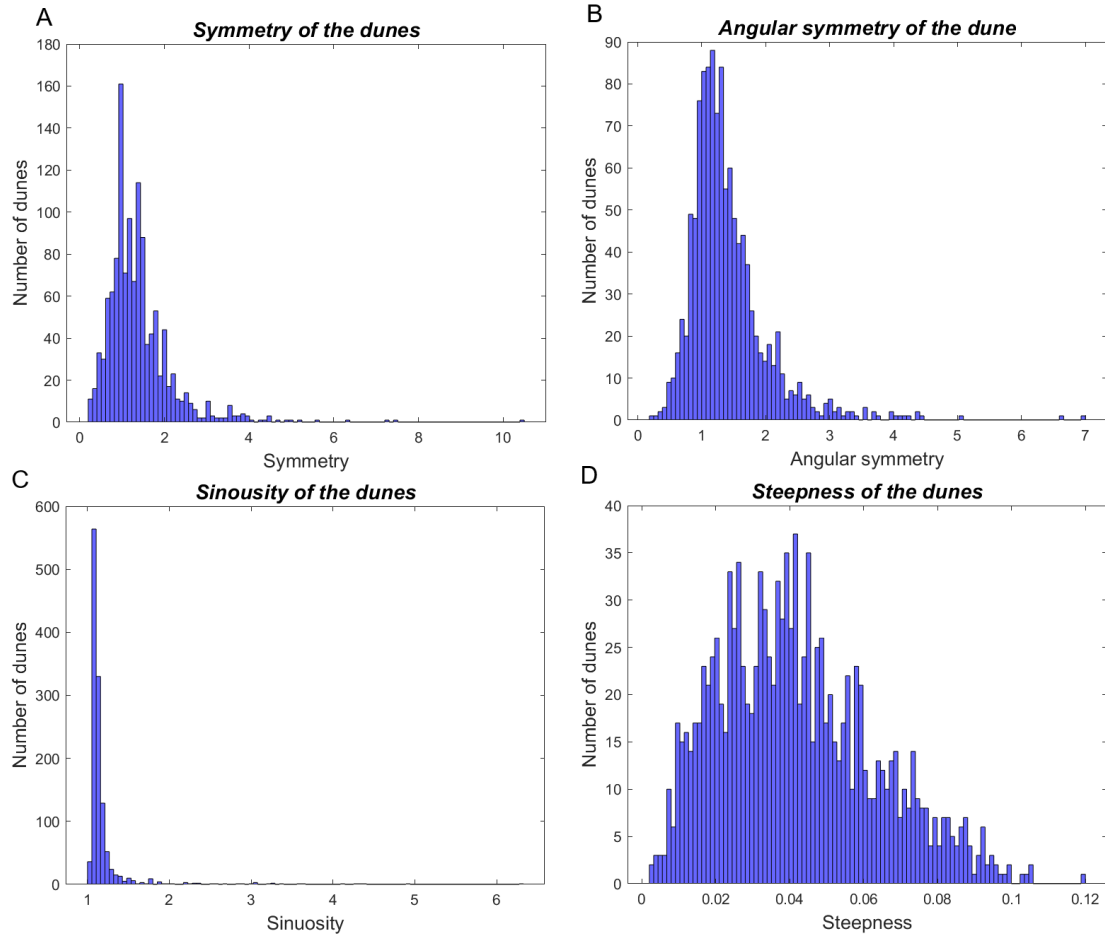 A
Symmetry of the dunes
180
160
140
120
100
80
60
40
20
0
0 2 4 6 8 10
Number of dunes
Symmetry
B
Angular symmetry of the dune
90
80
70
60
50
40
30
20
10
0
0 1 2 3 4 5 6 7
Number of dunes
Angular symmetry
C
Sinousity of the dunes
600
500
400
300
200
100
0
1 2 3 4 5 6
Number of dunes
Sinuosity
D
Steepness of the dunes
40
35
30
25
20
15
10
5
0
0 0.02 0.04 0.06 0.08 0.1 0.12
Number of dunes
Steepness